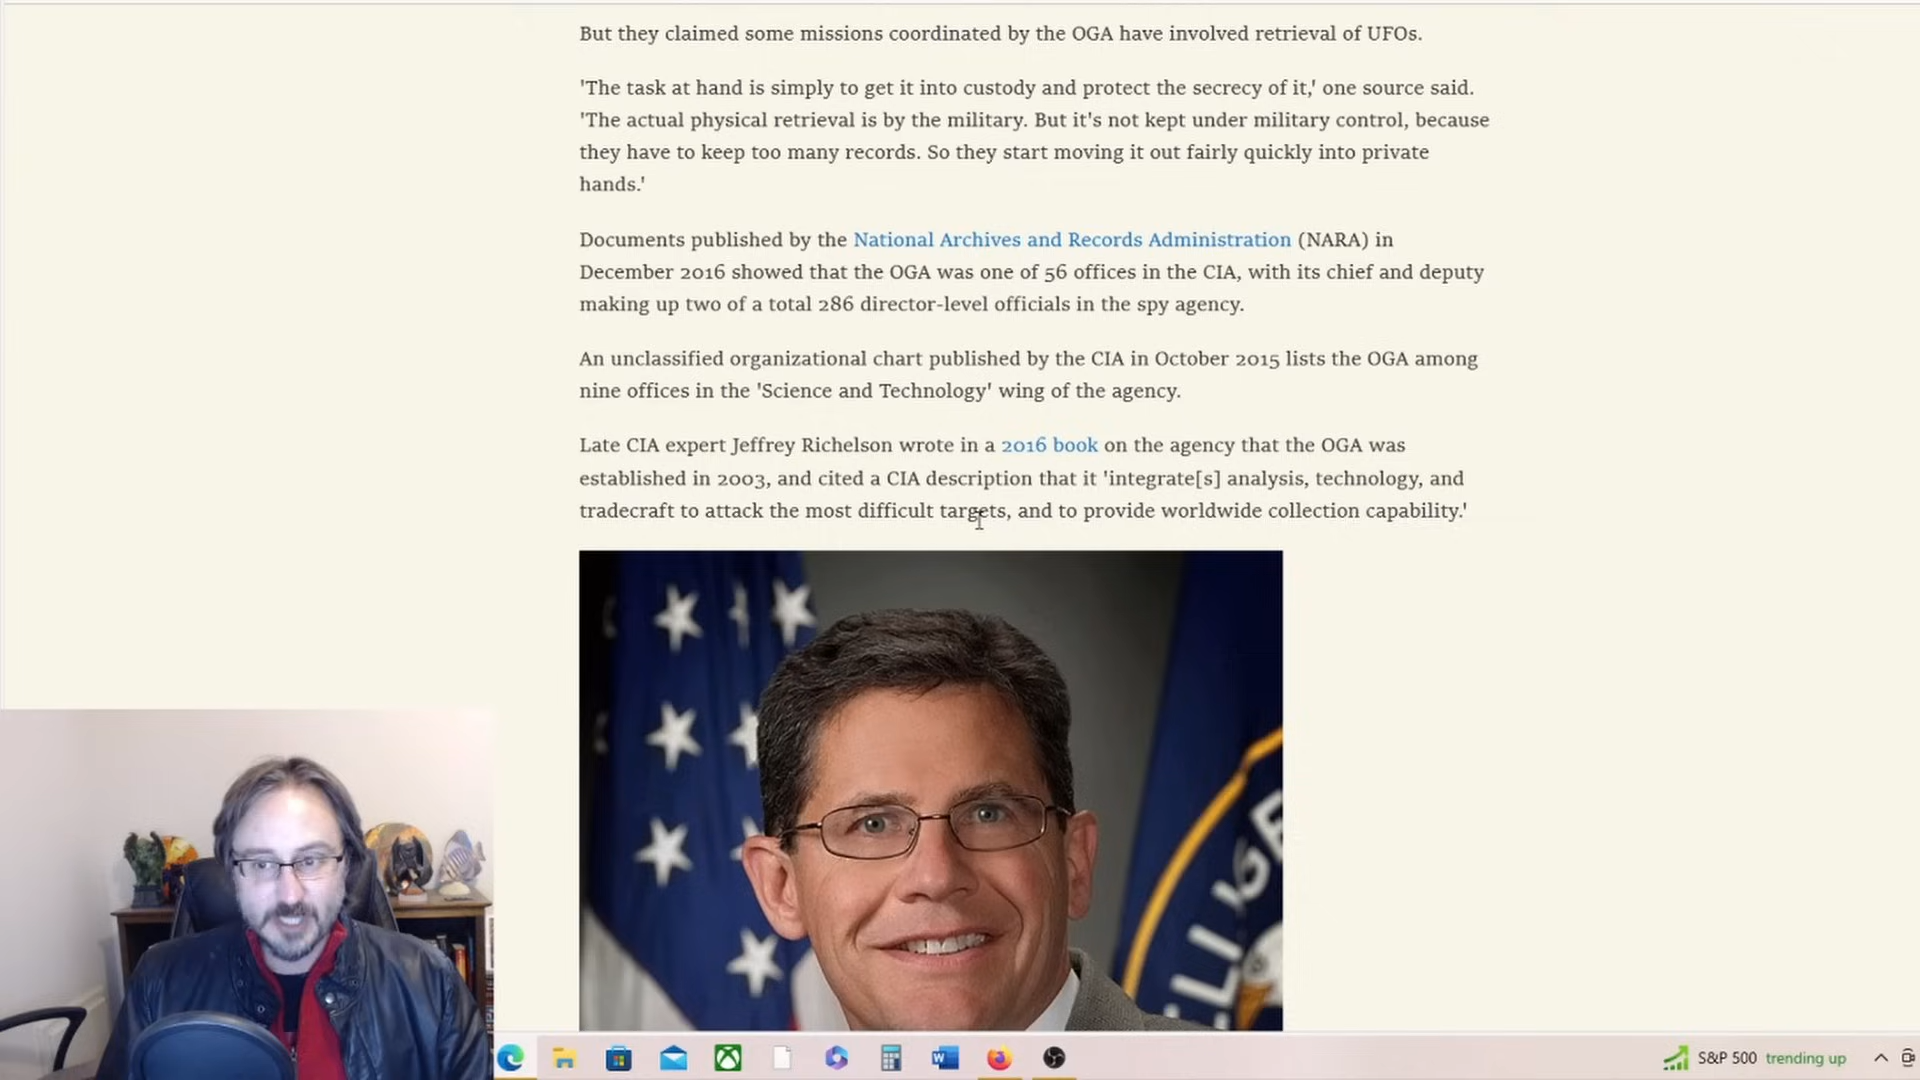 But they claimed some missions coordinated by the OGA have involved retrieval of UFOs.
'The task at hand is simply to get it into custody and protect the secrecy of it,' one source said.
'The actual physical retrieval is by the military. But it's not kept under military control, because
they have to keep too many records. So they start moving it out fairly quickly into private
hands.'
Documents published by the National Archives and Records Administration (NARA) in
December 2016 showed that the OGA was one of 56 offices in the CIA, with its chief and deputy
making up two of a total 286 director-level officials in the spy agency.
An unclassified organizational chart published by the CIA in October 2015 lists the OGA among
nine offices in the 'Science and Technology' wing of the agency.
Late CIA expert Jeffrey Richelson wrote in a 2016 book on the agency that the OGA was
established in 2003, and cited a CIA description that it 'integrate[s] analysis, technology, and
tradecraft to attack the most difficult targets, and to provide worldwide collection capability.'
ELLIGE
S&P 500 trending up